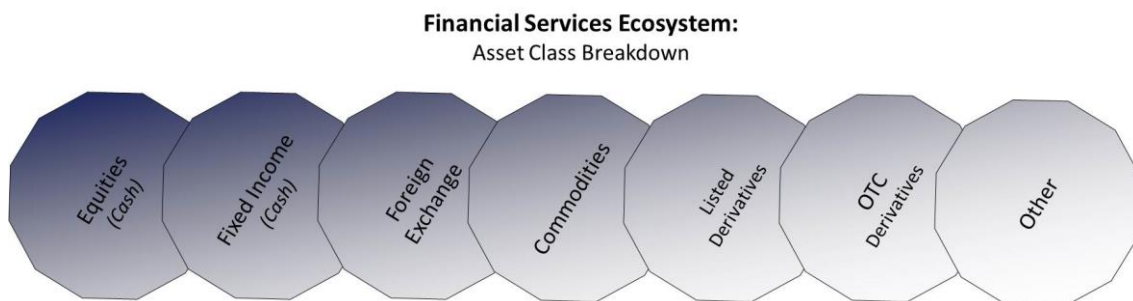 Financial Services Ecosystem:
Asset Class Breakdown
Equities
(Cash)
Fixed Income
(Cash)
Foreign
Exchange
Commodities
Listed
Derivatives
OTC
Derivatives
Other